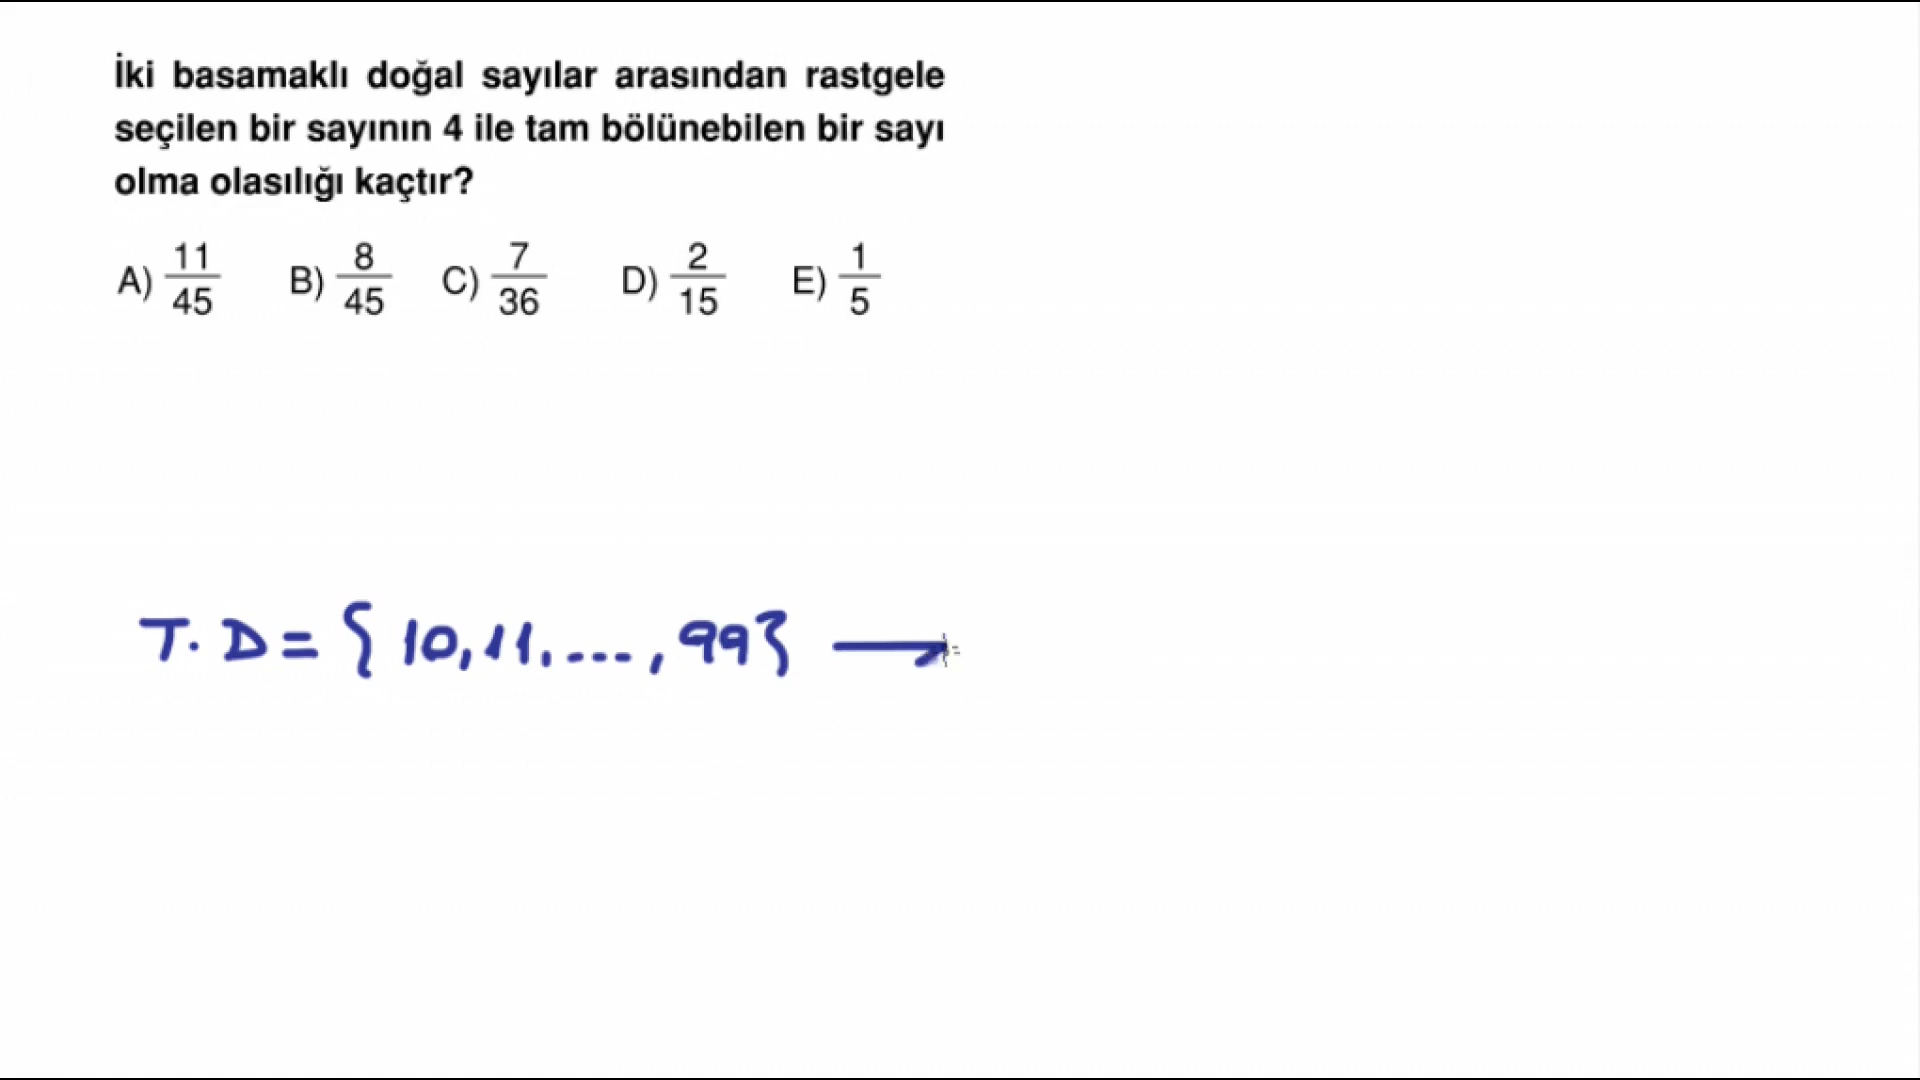 İki basamaklı doğal sayılar arasından rastgele
seçilen bir sayının 4 ile tam bölünebilen bir sayı
olma olasılığı kaçtır?
A) 11/45 B) 8/45 C) 7/36 D) 2/15 E) 1/5
T. D = { 10, 11, ..., 99 } →